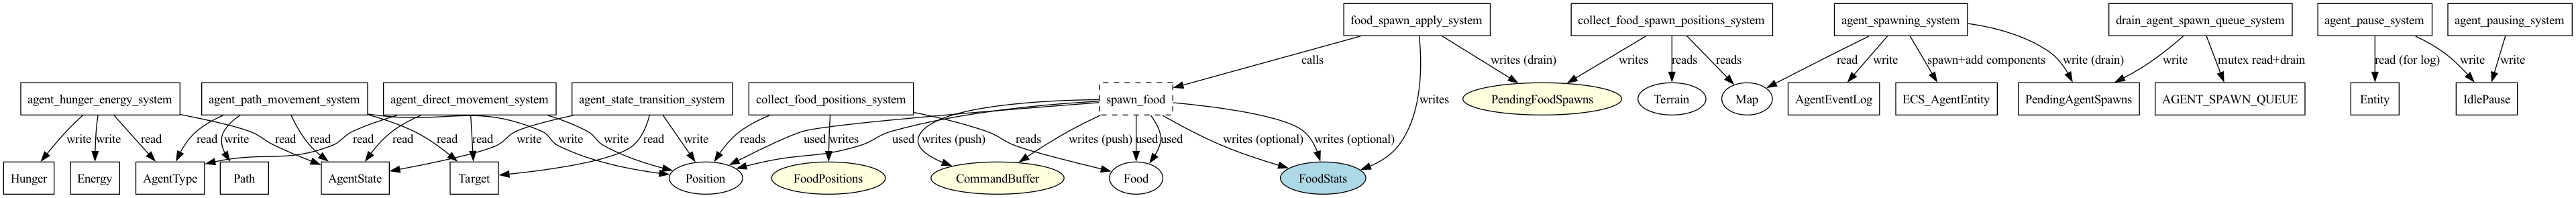 food_spawn_apply_system
collect_food_spawn_positions_system
agent_spawning_system
drain_agent_spawn_queue_system
agent_pause_system
agent_pausing_system
calls
writes (drain)
writes
reads
reads
read
write
spawn+add components
write (drain)
write
mutex read+drain
read (for log)
write
write
agent_hunger_energy_system
agent_path_movement_system
agent_direct_movement_system
agent_state_transition_system
collect_food_positions_system
spawn_food
writes
PendingFoodSpawns
Terrain
Map
AgentEventLog
ECS_AgentEntity
PendingAgentSpawns
AGENT_SPAWN_QUEUE
Entity
IdlePause
write
write
read
read
read
write
read
read
read
read
read
write
write
write
read
write
reads
writes
used
used
reads
writes (push)
writes (push)
used
used
writes (optional)
writes (optional)
Hunger
Energy
AgentType
Path
AgentState
Target
Position
FoodPositions
CommandBuffer
Food
FoodStats